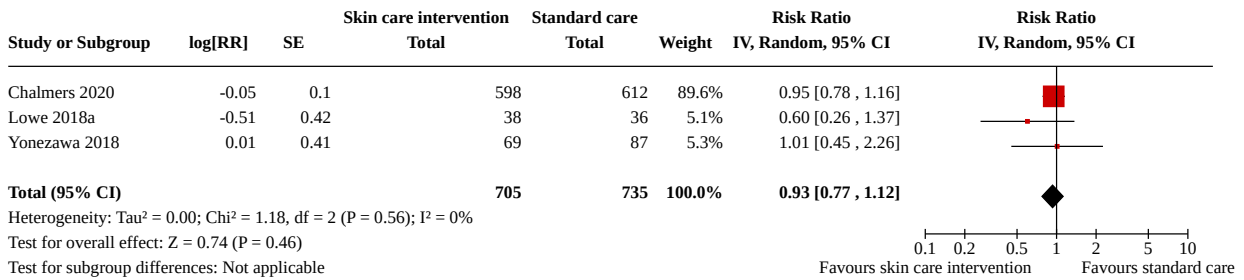 Skin care intervention Standard care Risk Ratio Risk Ratio
Study or Subgroup log[RR] SE Total Total Weight IV, Random, 95% CI IV, Random, 95% CI
Chalmers 2020 -0.05 0.1 598 612 89.6% 0.95 [0.78 , 1.16]
Lowe 2018a -0.51 0.42 38 36 5.1% 0.60 [0.26 , 1.37]
Yonezawa 2018 0.01 0.41 69 87 5.3% 1.01 [0.45 , 2.26]
Total (95% CI) 705 735 100.0% 0.93 [0.77 , 1.12]
Heterogeneity: Tau² = 0.00; Chi² = 1.18, df = 2 (P = 0.56); I² = 0%
Test for overall effect: Z = 0.74 (P = 0.46)
0.1 0.2 0.5 1 2 5 10
Test for subgroup differences: Not applicable
Favours skin care intervention Favours standard care